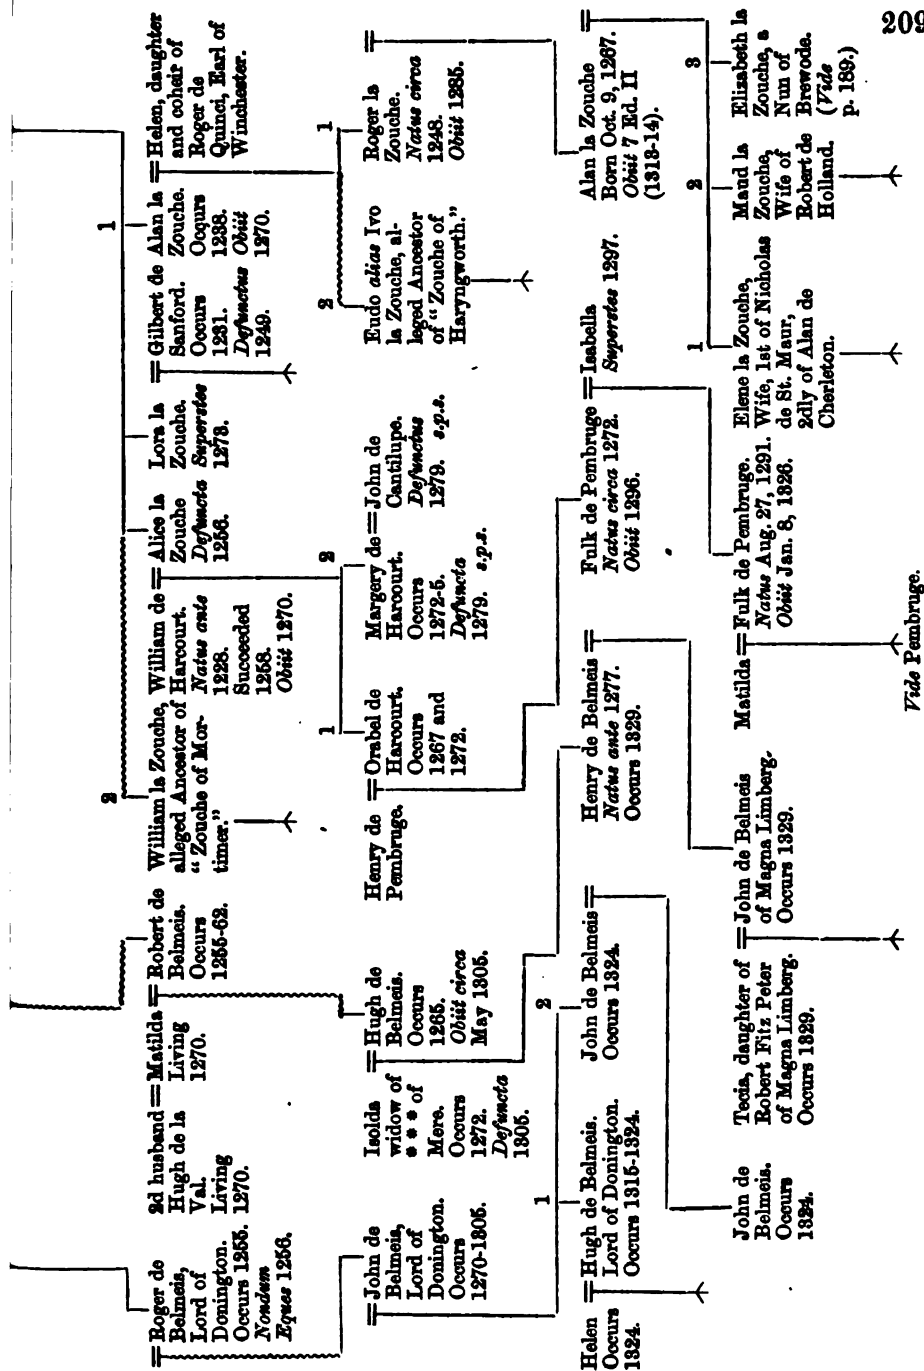 209
1
2
= Roger de
Belmeis,
Lord of
Donington.
Occurs 1255.
Nondum
Eques 1256.
2d husband =
Hugh de la
Val.
Living
1270.
Matilda =
Living
1270.
Robert de
Belmeis.
Occurs
1255-62.
William la Zouche,
alleged Ancestor of
"Zouche of Mor-
timer."
William de =
Harcourt.
Natus ante
1228.
Succeeded
1258.
Obiit 1270.
Alice la
Zouche
Defuncta
1256.
Lora la =
Zouche.
Superstes
1273.
Gilbert de
Sanford.
Occurs
1231.
Defunctus
1249.
Alan la =
Zouche.
Occurs
1238.
Obiit
1270.
Helen, daughter
and coheir of
Roger de
Quinci, Earl of
Winchester.
= John de
Belmeis,
Lord of
Donington.
Occurs
1270-1305.
Isolda =
widow of
* * * of
Mere.
Occurs
1272.
Defuncta
1305.
Hugh de
Belmeis.
Occurs
1265.
Obiit circa
May 1305.
Henry de =
Pembruge.
1
Orabel de
Harcourt.
Occurs
1267 and
1272.
2
Margery de =
Harcourt.
Occurs
1272-5.
Defuncta
1279. s.p.s.
John de
Cantilupe.
Defunctus
1279. s.p.s.
2
Eudo alias Ivo
la Zouche, al-
leged Ancestor
of "Zouche of
Haryngworth."
1
Roger la =
Zouche.
Natus circa
1248.
Obiit 1285.
Helen =
Occurs
1324.
1
Hugh de Belmeis.
Lord of Donington.
Occurs 1315-1324.
2
John de Belmeis =
Occurs 1324.
Henry de Belmeis =
Natus ante 1277.
Occurs 1329.
Fulk de Pembruge =
Natus circa 1272.
Obiit 1296.
Isabella
Superstes 1297.
Alan la Zouche =
Born Oct. 9, 1267.
Obiit 7 Ed. II
(1313-14).
John de
Belmeis.
Occurs
1324.
Tecia, daughter of =
Robert Fitz Peter
of Magna Limberg.
Occurs 1329.
John de Belmeis
of Magna Limberg.
Occurs 1329.
Matilda =
Fulk de Pembruge.
Natus Aug. 27, 1291.
Obiit Jan. 8, 1326.
1
Elene la Zouche,
Wife, 1st of Nicholas
de St. Maur,
2dly of Alan de
Cherleton.
2
Maud la
Zouche,
Wife of
Robert de
Holland.
3
Elizabeth la
Zouche, a
Nun of
Brewode.
(Vide
p. 189.)
Vide Pembruge.